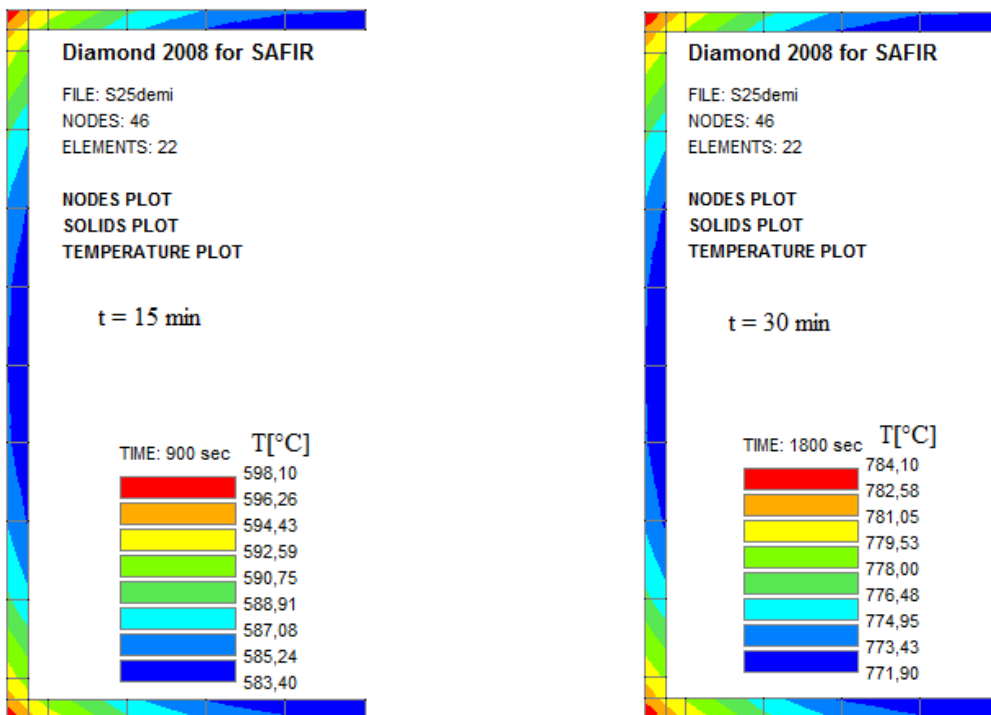 Diamond 2008 for SAFIR
FILE: S25demi
NODES: 46
ELEMENTS: 22
NODES PLOT
SOLIDS PLOT
TEMPERATURE PLOT
t = 15 min
TIME: 900 sec T[°C]
598,10
596,26
594,43
592,59
590,75
588,91
587,08
585,24
583,40
Diamond 2008 for SAFIR
FILE: S25demi
NODES: 46
ELEMENTS: 22
NODES PLOT
SOLIDS PLOT
TEMPERATURE PLOT
t = 30 min
TIME: 1800 sec T[°C]
784,10
782,58
781,05
779,53
778,00
776,48
774,95
773,43
771,90